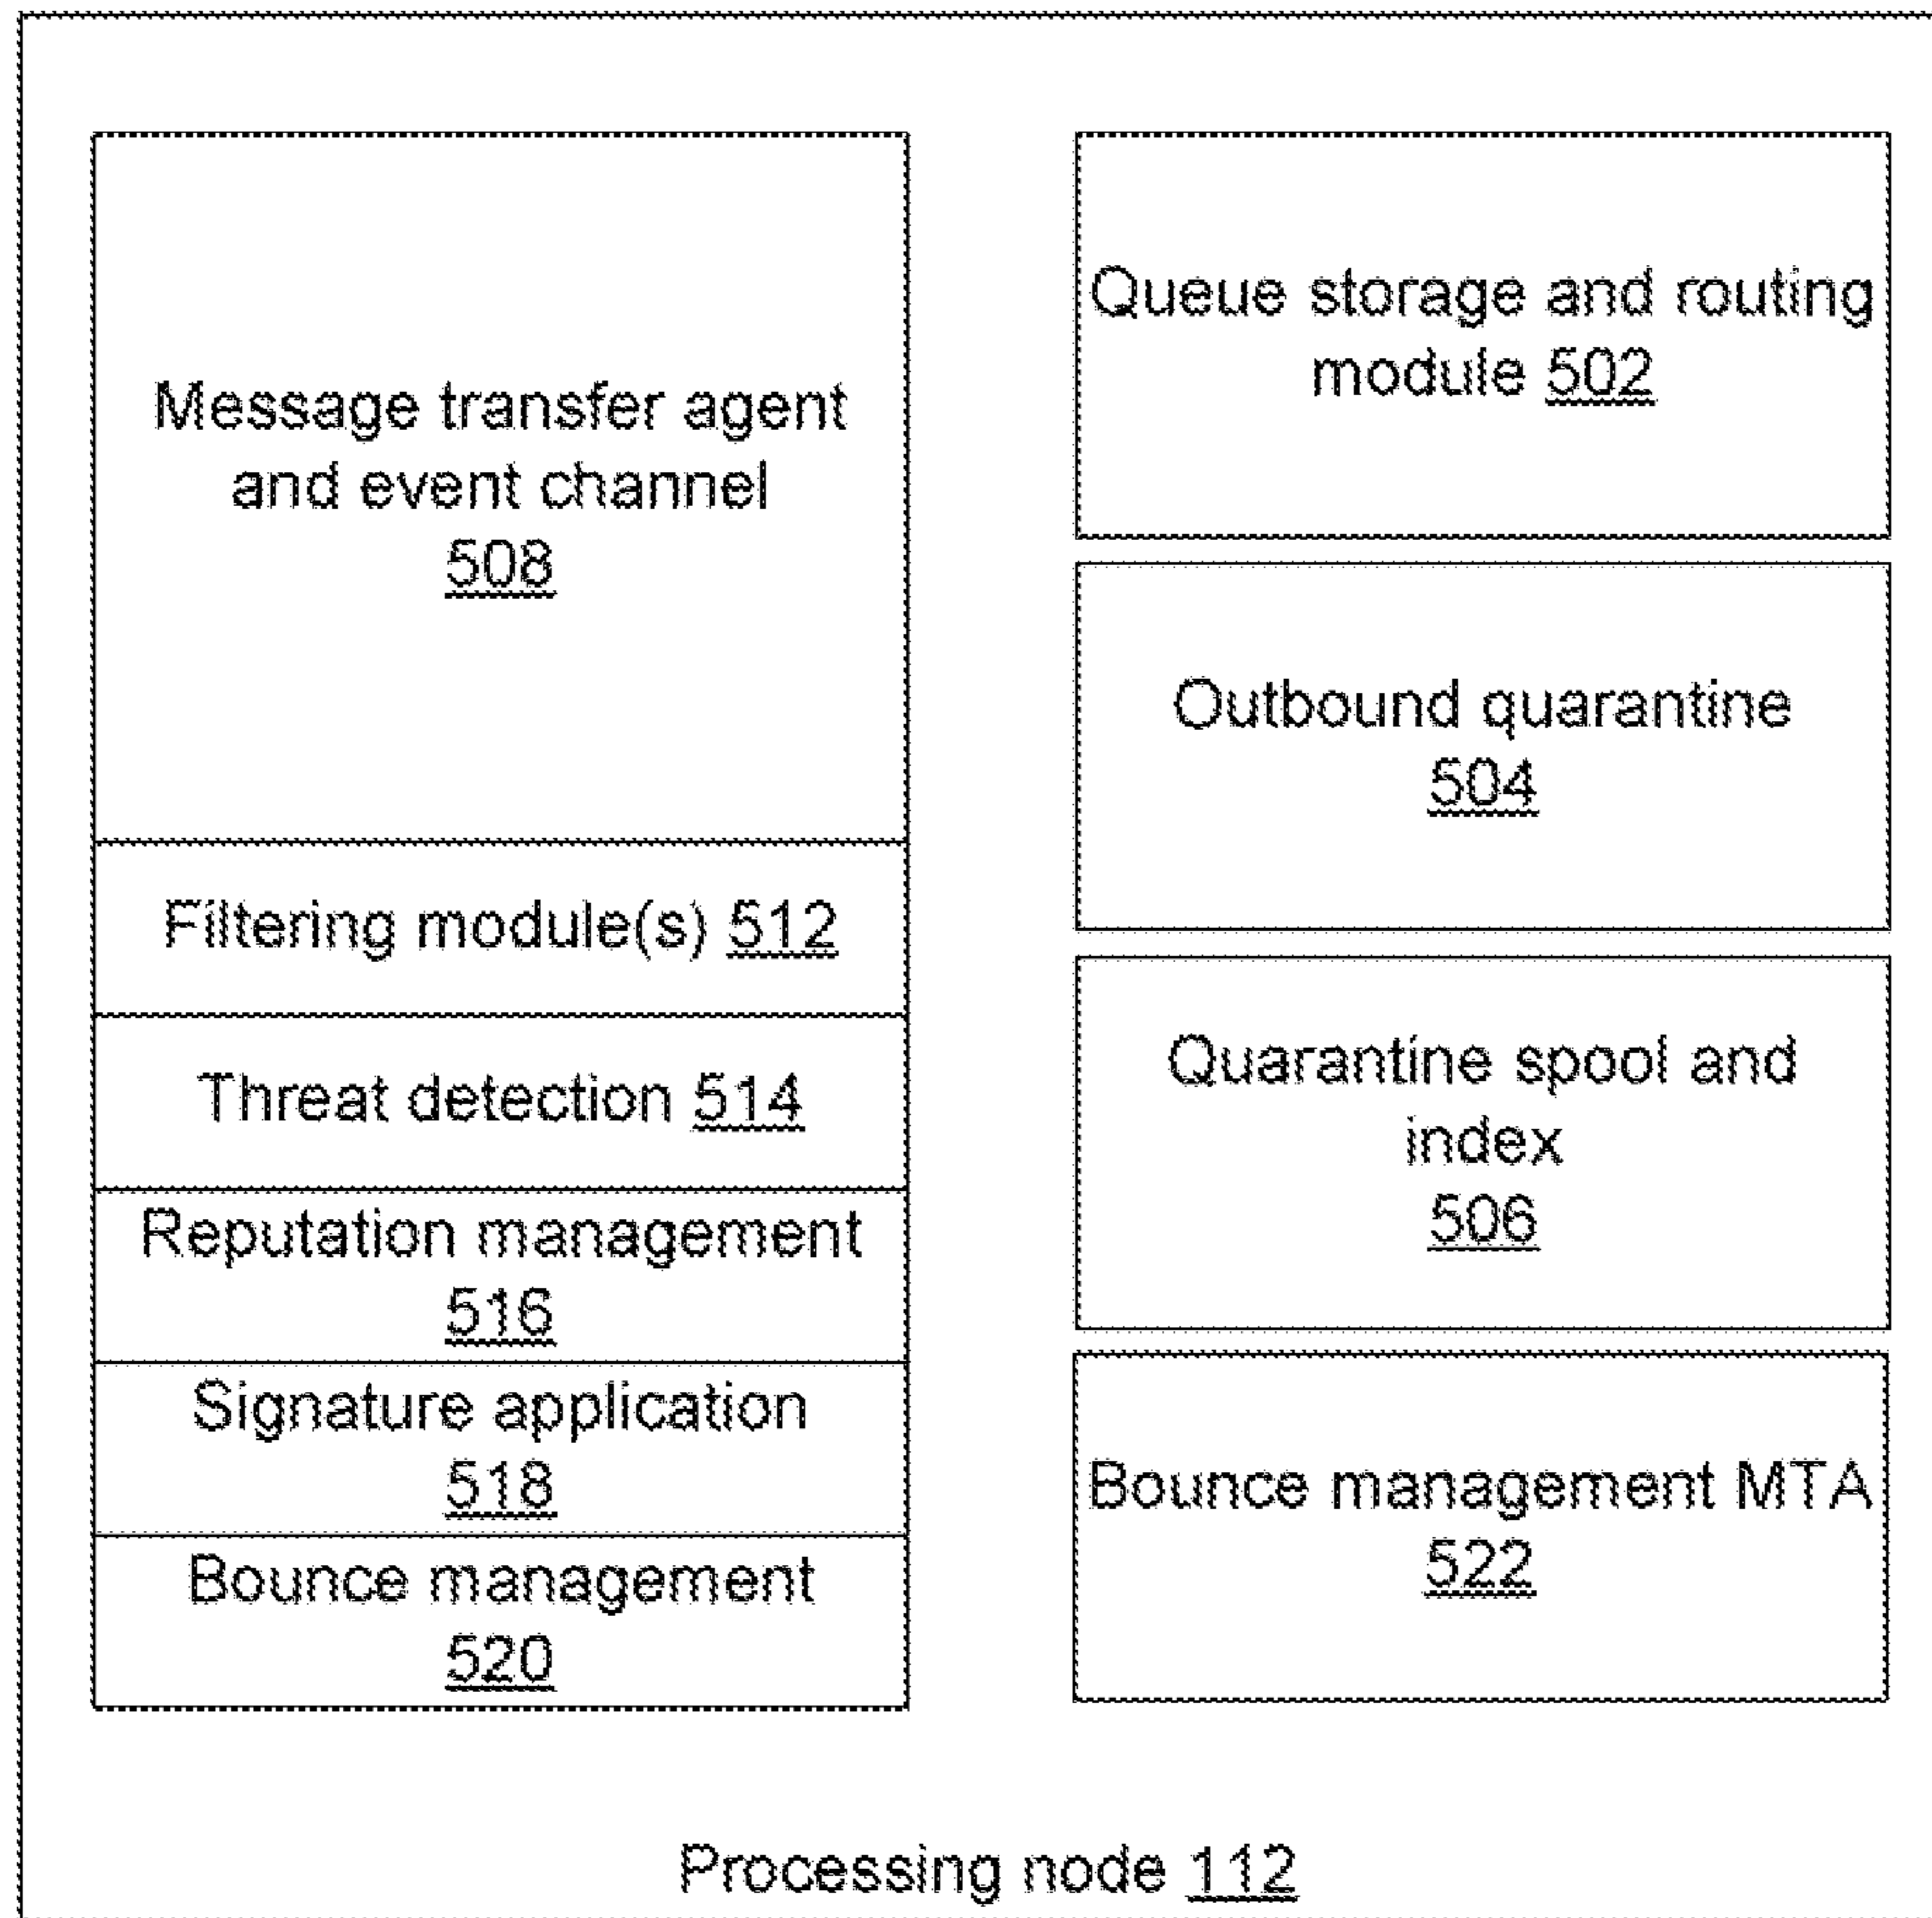 Message transfer agent
and event channel
508
Filtering module(s) 512
Threat detection 514
Reputation management
516
Signature application
518
Bounce management
520
Queue storage and routing
module 502
Outbound quarantine
504
Quarantine spool and
index
506
Bounce management MTA
522
Processing node 112